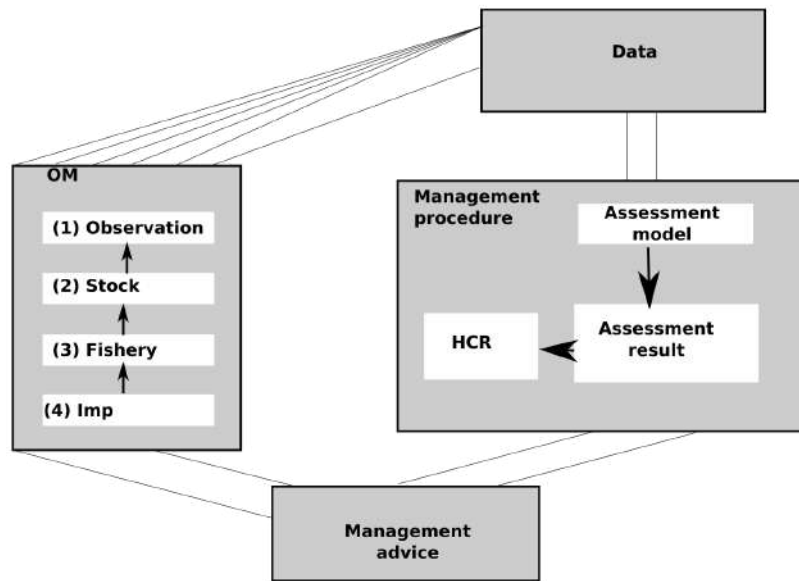 Data
OM
(1) Observation
(2) Stock
(3) Fishery
(4) Imp
Management
procedure
Assessment
model
Assessment
result
HCR
Management
advice